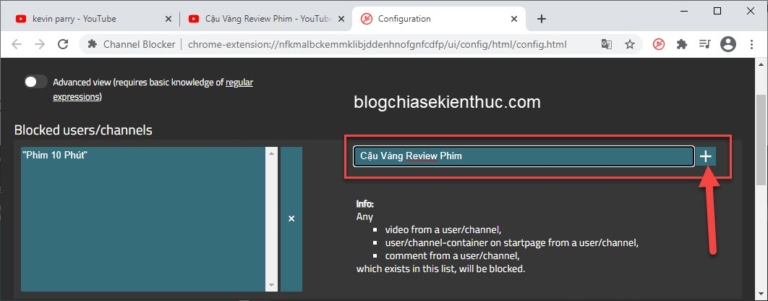 kevin parry - YouTube
Cậu Vàng Review Phim - YouTube
Configuration
Channel Blocker
chrome-extension://nfkmalbckemmklibjddenhnofgnfcdfp/ui/config/html/config.html
Advanced view (requires basic knowledge of regular
expressions)
blogchiasekienthuc.com
Blocked users/channels
"Phim 10 Phút"
Cậu Vàng Review Phim
Info:
Any
video from a user/channel,
user/channel-container on startpage from a user/channel,
comment from a user/channel,
which exists in this list, will be blocked.